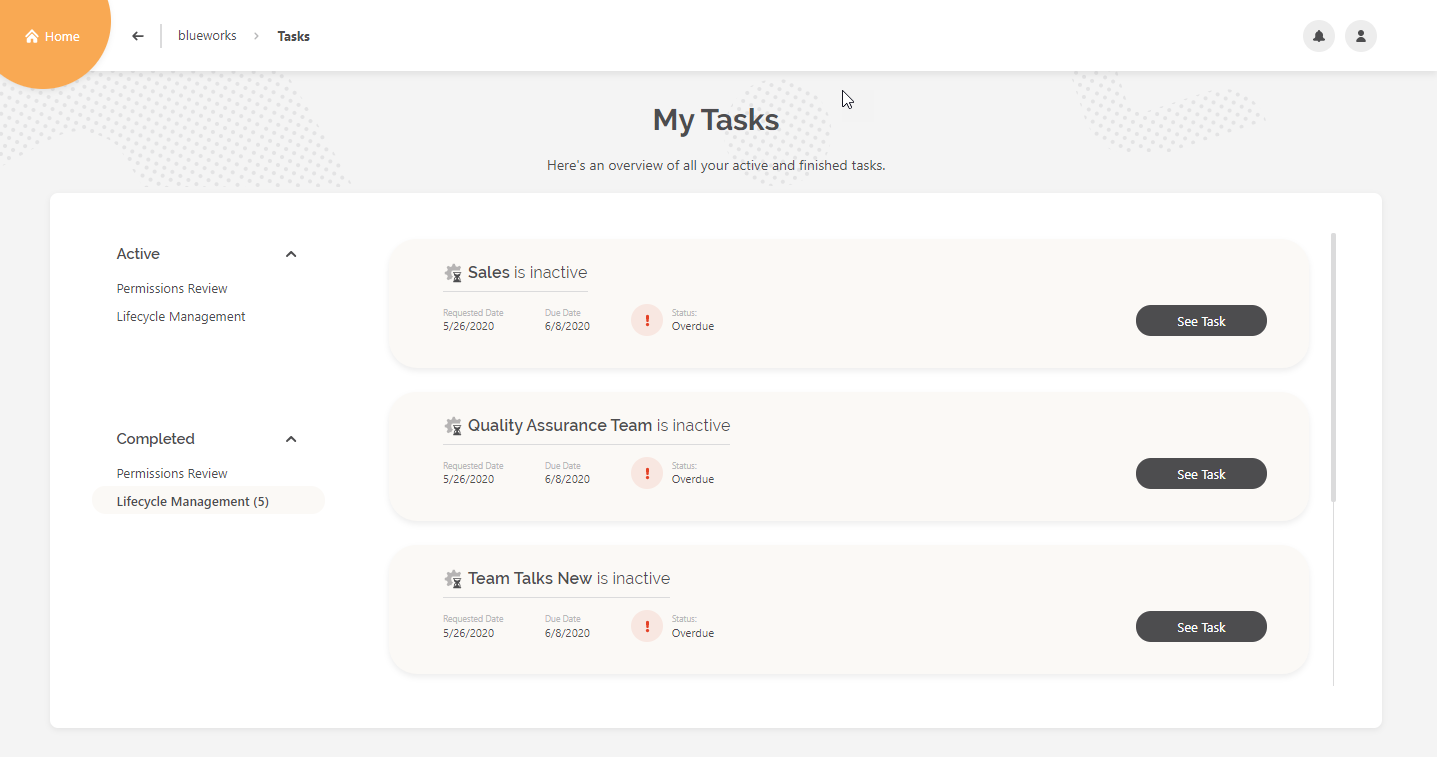 Home
blueworks
Tasks
My Tasks
Here's an overview of all your active and finished tasks.
Active
Permissions Review
Lifecycle Management
Completed
Permissions Review
Lifecycle Management (5)
Sales is inactive
Requested Date Due Date Status:
5/26/2020 6/8/2020 Overdue
See Task
Quality Assurance Team is inactive
Requested Date Due Date Status:
5/26/2020 6/8/2020 Overdue
See Task
Team Talks New is inactive
Requested Date Due Date Status:
5/26/2020 6/8/2020 Overdue
See Task